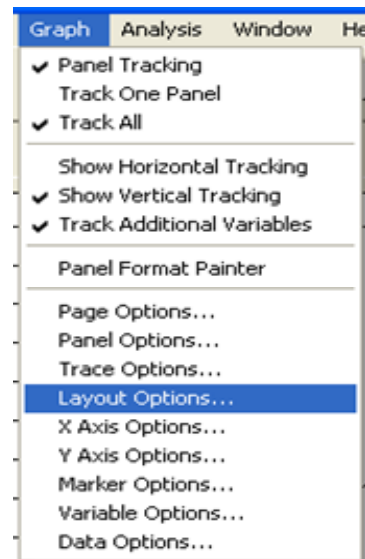 Graph Analysis Window He
Panel Tracking
Track One Panel
Track All
Show Horizontal Tracking
Show Vertical Tracking
Track Additional Variables
Panel Format Painter
Page Options...
Panel Options...
Trace Options...
Layout Options...
X Axis Options...
Y Axis Options...
Marker Options...
Variable Options...
Data Options...